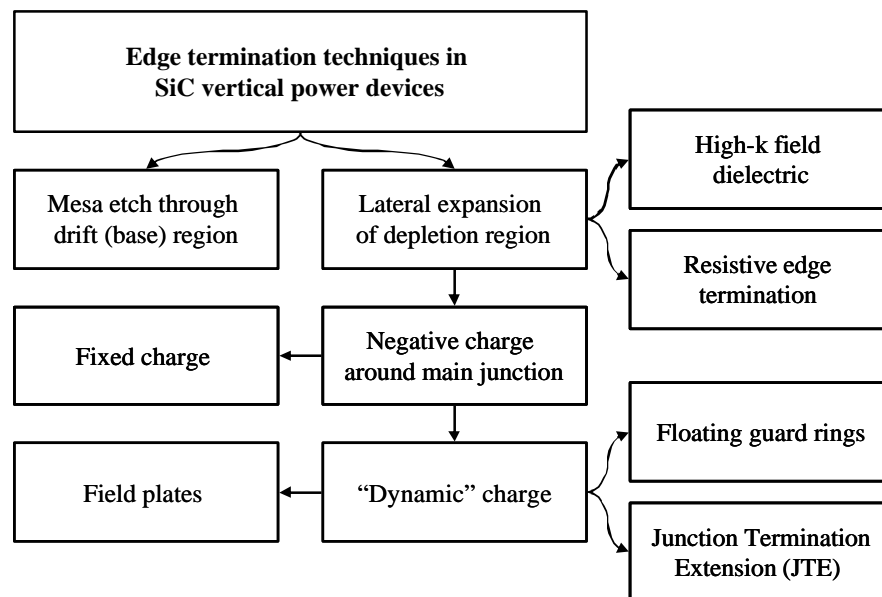 Edge termination techniques in
SiC vertical power devices
High-k field
dielectric
Mesa etch through
drift (base) region
Lateral expansion
of depletion region
Resistive edge
termination
Fixed charge
Negative charge
around main junction
Floating guard rings
Field plates
“Dynamic” charge
Junction Termination
Extension (JTE)